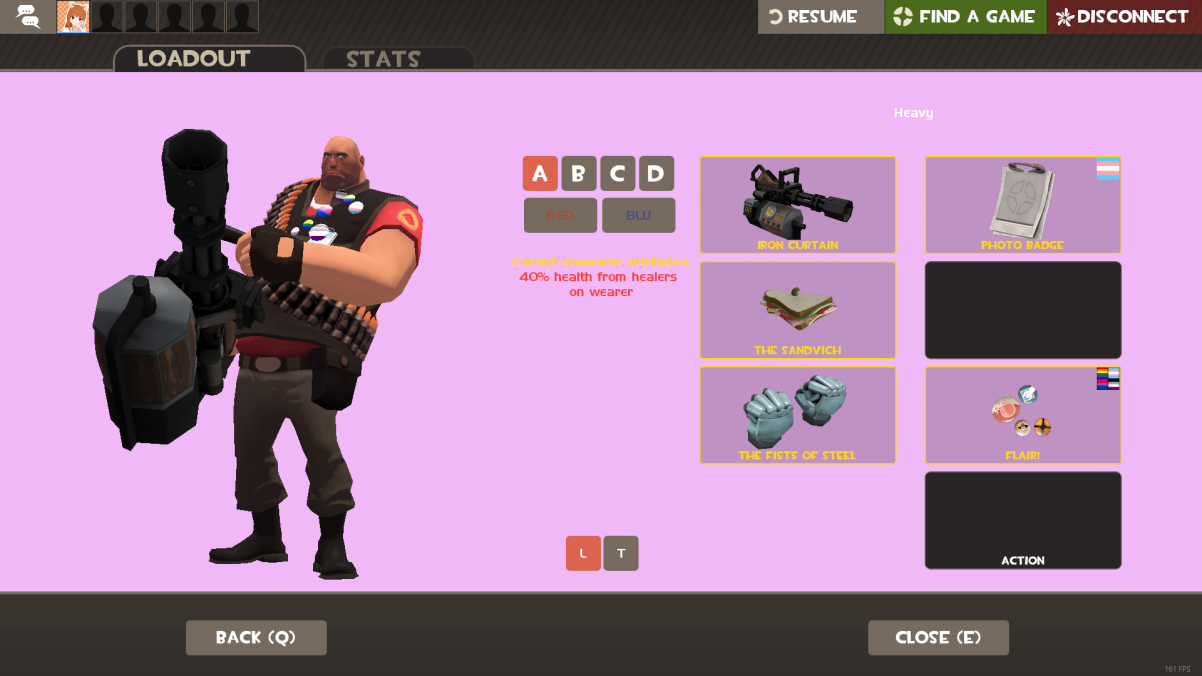 RESUME
FIND A GAME
DISCONNECT
LOADOUT
STATS
Heavy
A B C D
RED BLU
Current onwearer attributes
40% health from healers
on wearer
IRON CURTAIN
PHOTO BADGE
THE SANDVICH
THE FISTS OF STEEL
FLAIR!
L T
ACTION
BACK (Q)
CLOSE (E)
161 FPS